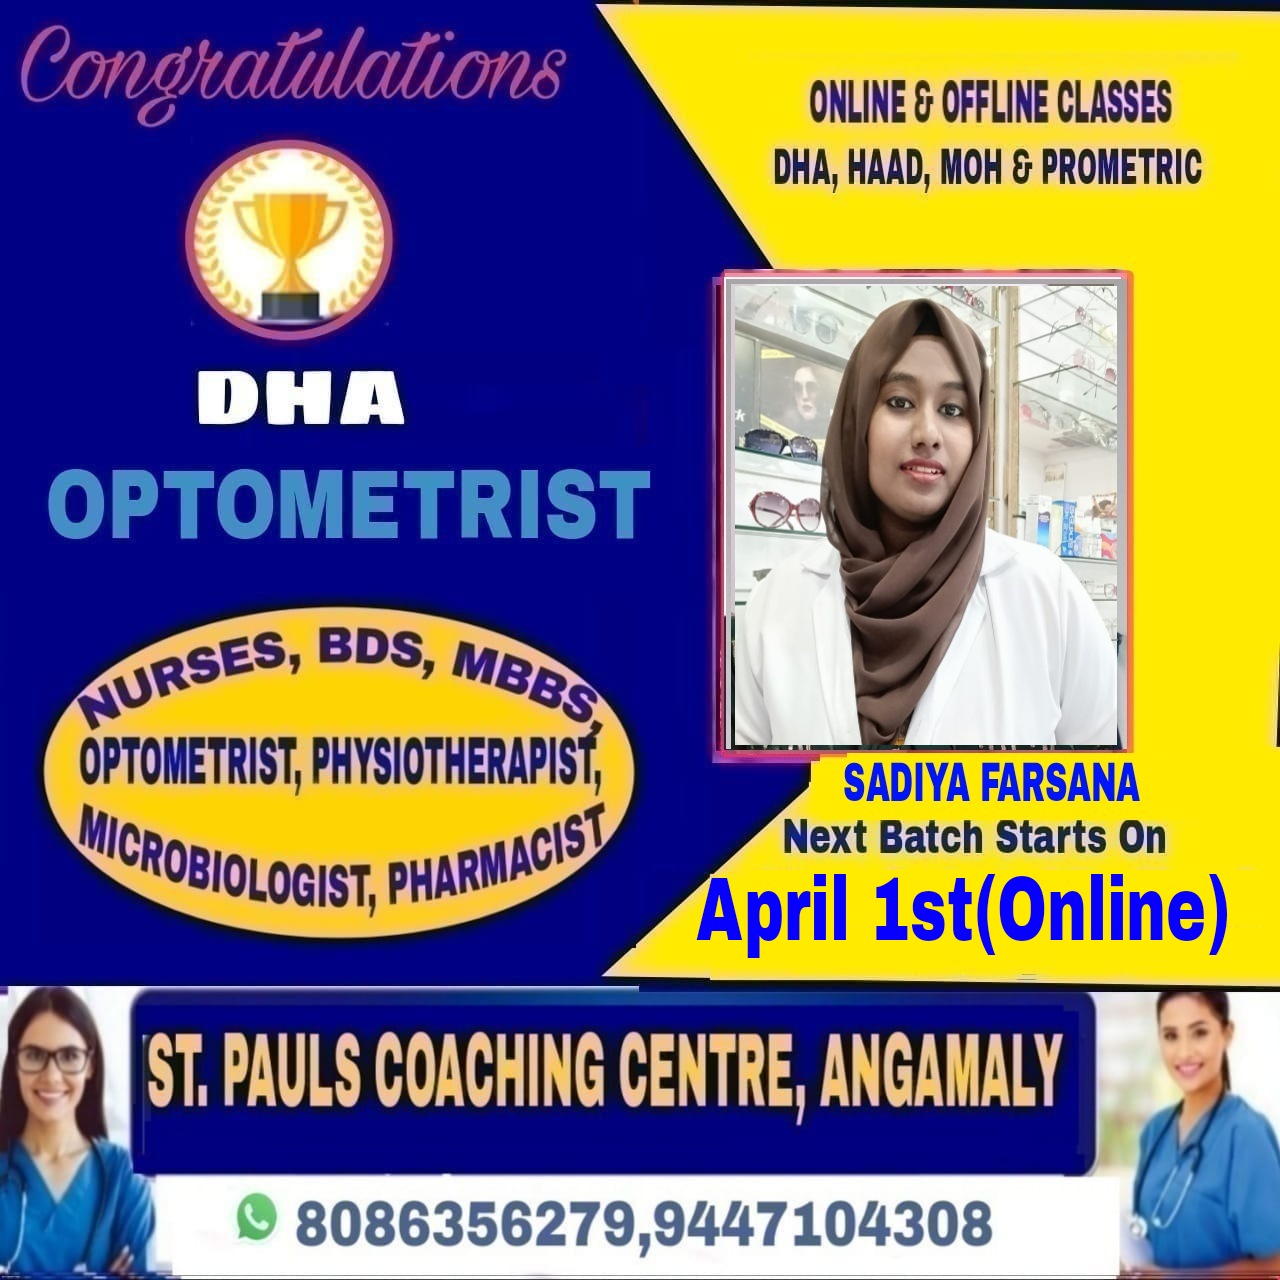 Congratulations
DHA
OPTOMETRIST
NURSES, BDS, MBBS,
OPTOMETRIST, PHYSIOTHERAPIST,
MICROBIOLOGIST, PHARMACIST
ONLINE & OFFLINE CLASSES
DHA, HAAD, MOH & PROMETRIC
SADIYA FARSANA
Next Batch Starts On
April 1st(Online)
ST. PAULS COACHING CENTRE, ANGAMALY
8086356279,9447104308